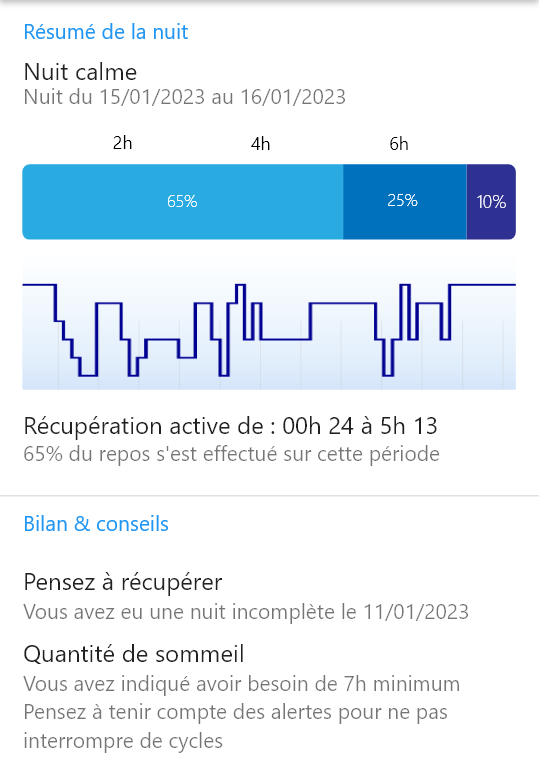 Résumé de la nuit
Nuit calme
Nuit du 15/01/2023 au 16/01/2023
2h 4h 6h
65% 25% 10%
Récupération active de : 00h 24 à 5h 13
65% du repos s'est effectué sur cette période
Bilan & conseils
Pensez à récupérer
Vous avez eu une nuit incomplète le 11/01/2023
Quantité de sommeil
Vous avez indiqué avoir besoin de 7h minimum
Pensez à tenir compte des alertes pour ne pas
interrompre de cycles